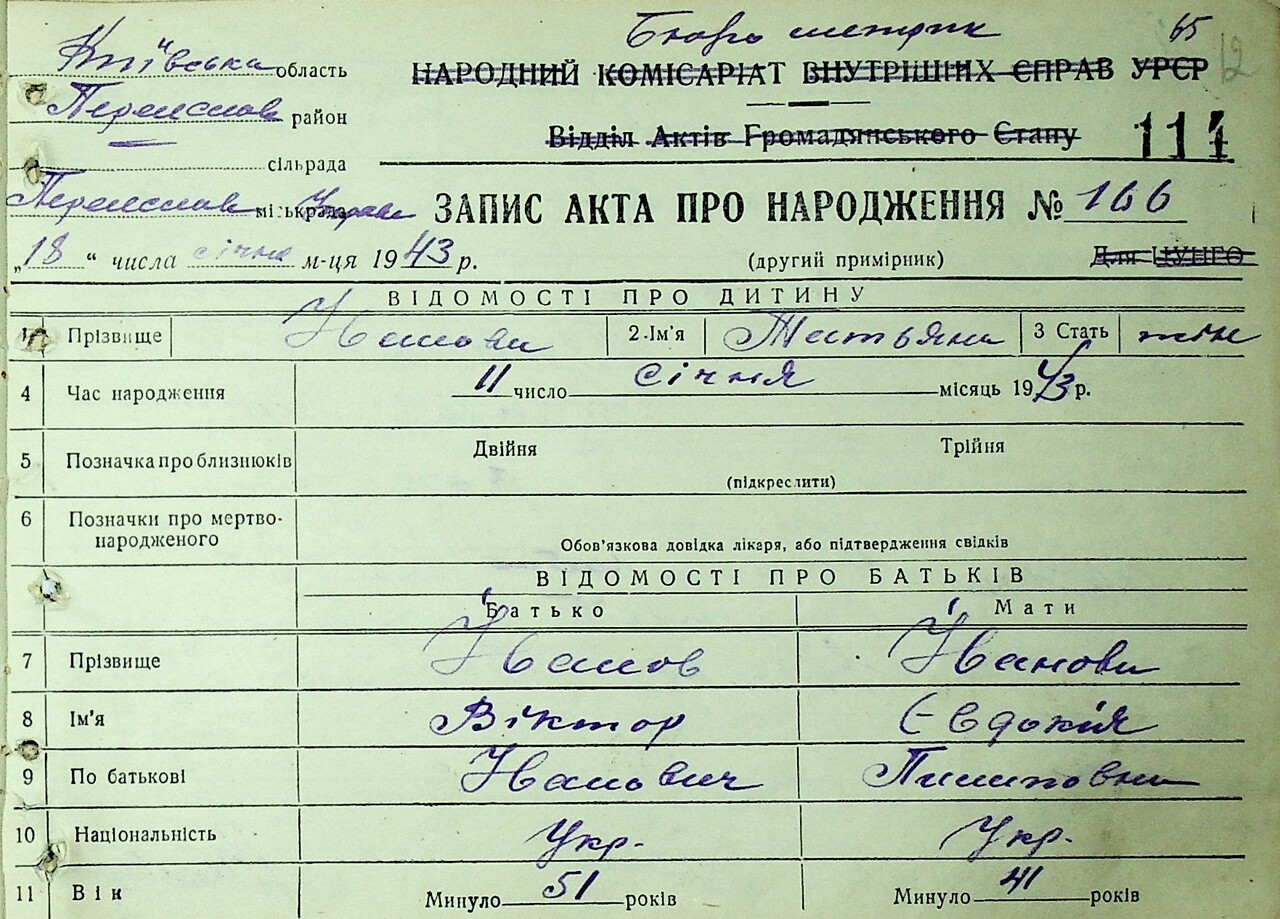 Бюро метрик 65 12
Київська область НАРОДНИЙ КОМІСАРІАТ ВНУТРІШНІХ СПРАВ УРСР
Переяслав район
Відділ Актів Громадянського Стану 114
сільрада
Переяслав міськрада Управа ЗАПИС АКТА ПРО НАРОДЖЕННЯ № 166
„18“ числа січня м-ця 1943 р. (другий примірник) Для ЦУНГО
ВІДОМОСТІ ПРО ДИТИНУ
1 Прізвище Іванова 2 Ім'я Тетьяна 3 Стать жін
4 Час народження 11 число січня місяць 1943 р.
5 Позначка про близнюків Двійня Трійня
(підкреслити)
6 Позначки про мертво-
народженого Обов'язкова довідка лікаря, або підтвердження свідків
ВІДОМОСТІ ПРО БАТЬКІВ
Батько Мати
7 Прізвище Іванов Іванова
8 Ім'я Віктор Євдокія
9 По батькові Іванович Пилиповна
10 Національність Укр. Укр.
11 Вік Минуло 51 років Минуло 41 років